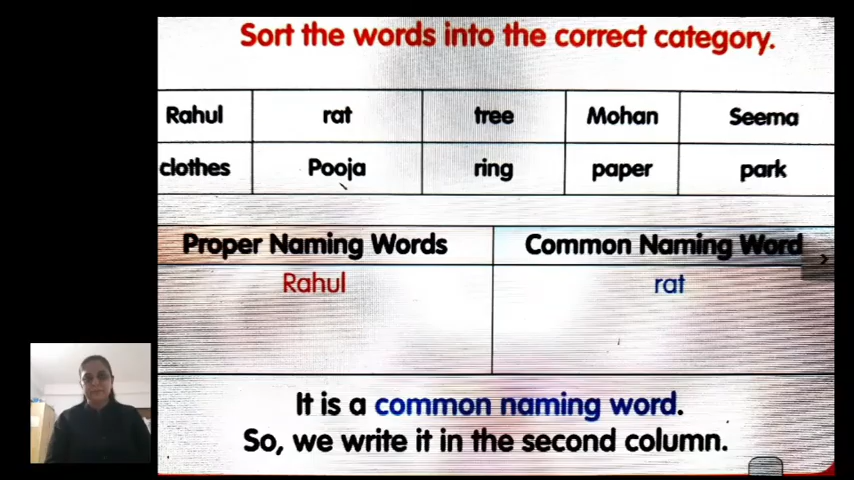 Sort the words into the correct category.
Rahul rat tree Mohan Seema
clothes Pooja ring paper park
Proper Naming Words Common Naming Word
Rahul rat
It is a common naming word.
So, we write it in the second column.